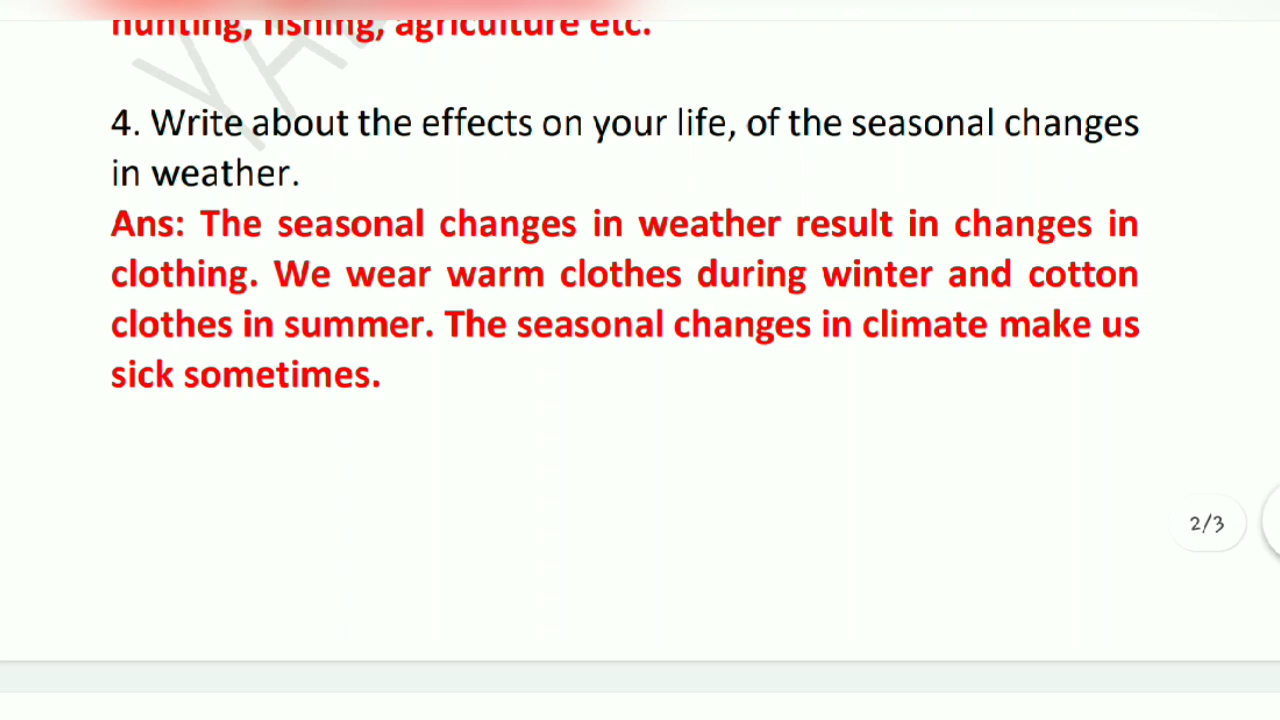 hunting, fishing, agriculture etc.
4. Write about the effects on your life, of the seasonal changes
in weather.
Ans: The seasonal changes in weather result in changes in
clothing. We wear warm clothes during winter and cotton
clothes in summer. The seasonal changes in climate make us
sick sometimes.
2/3